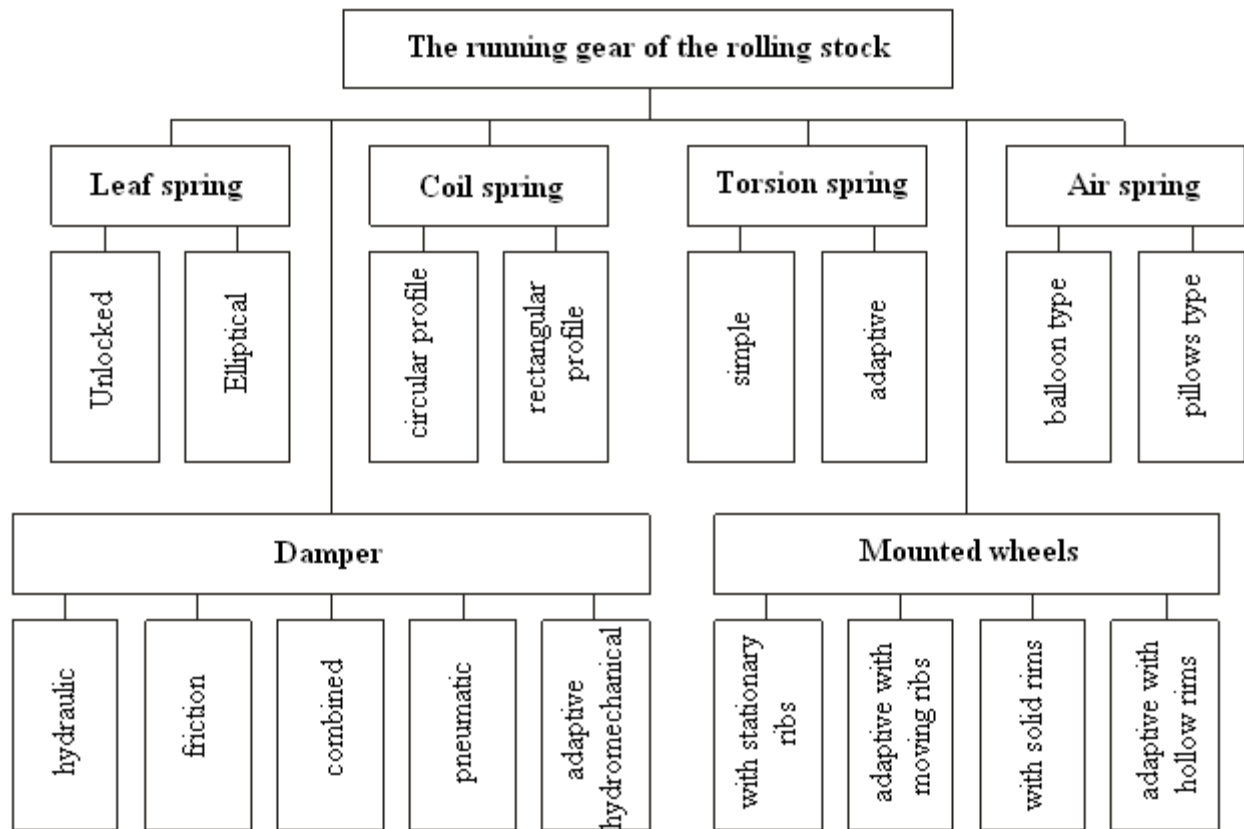 The running gear of the rolling stock
Leaf spring
Coil spring
Torsion spring
Air spring
Unlocked
Elliptical
circular profile
rectangular
profile
simple
adaptive
balloon type
pillows type
Damper
Mounted wheels
hydraulic
friction
combined
pneumatic
adaptive
hydromechanical
with stationary
ribs
adaptive with
moving ribs
with solid rims
adaptive with
hollow rims